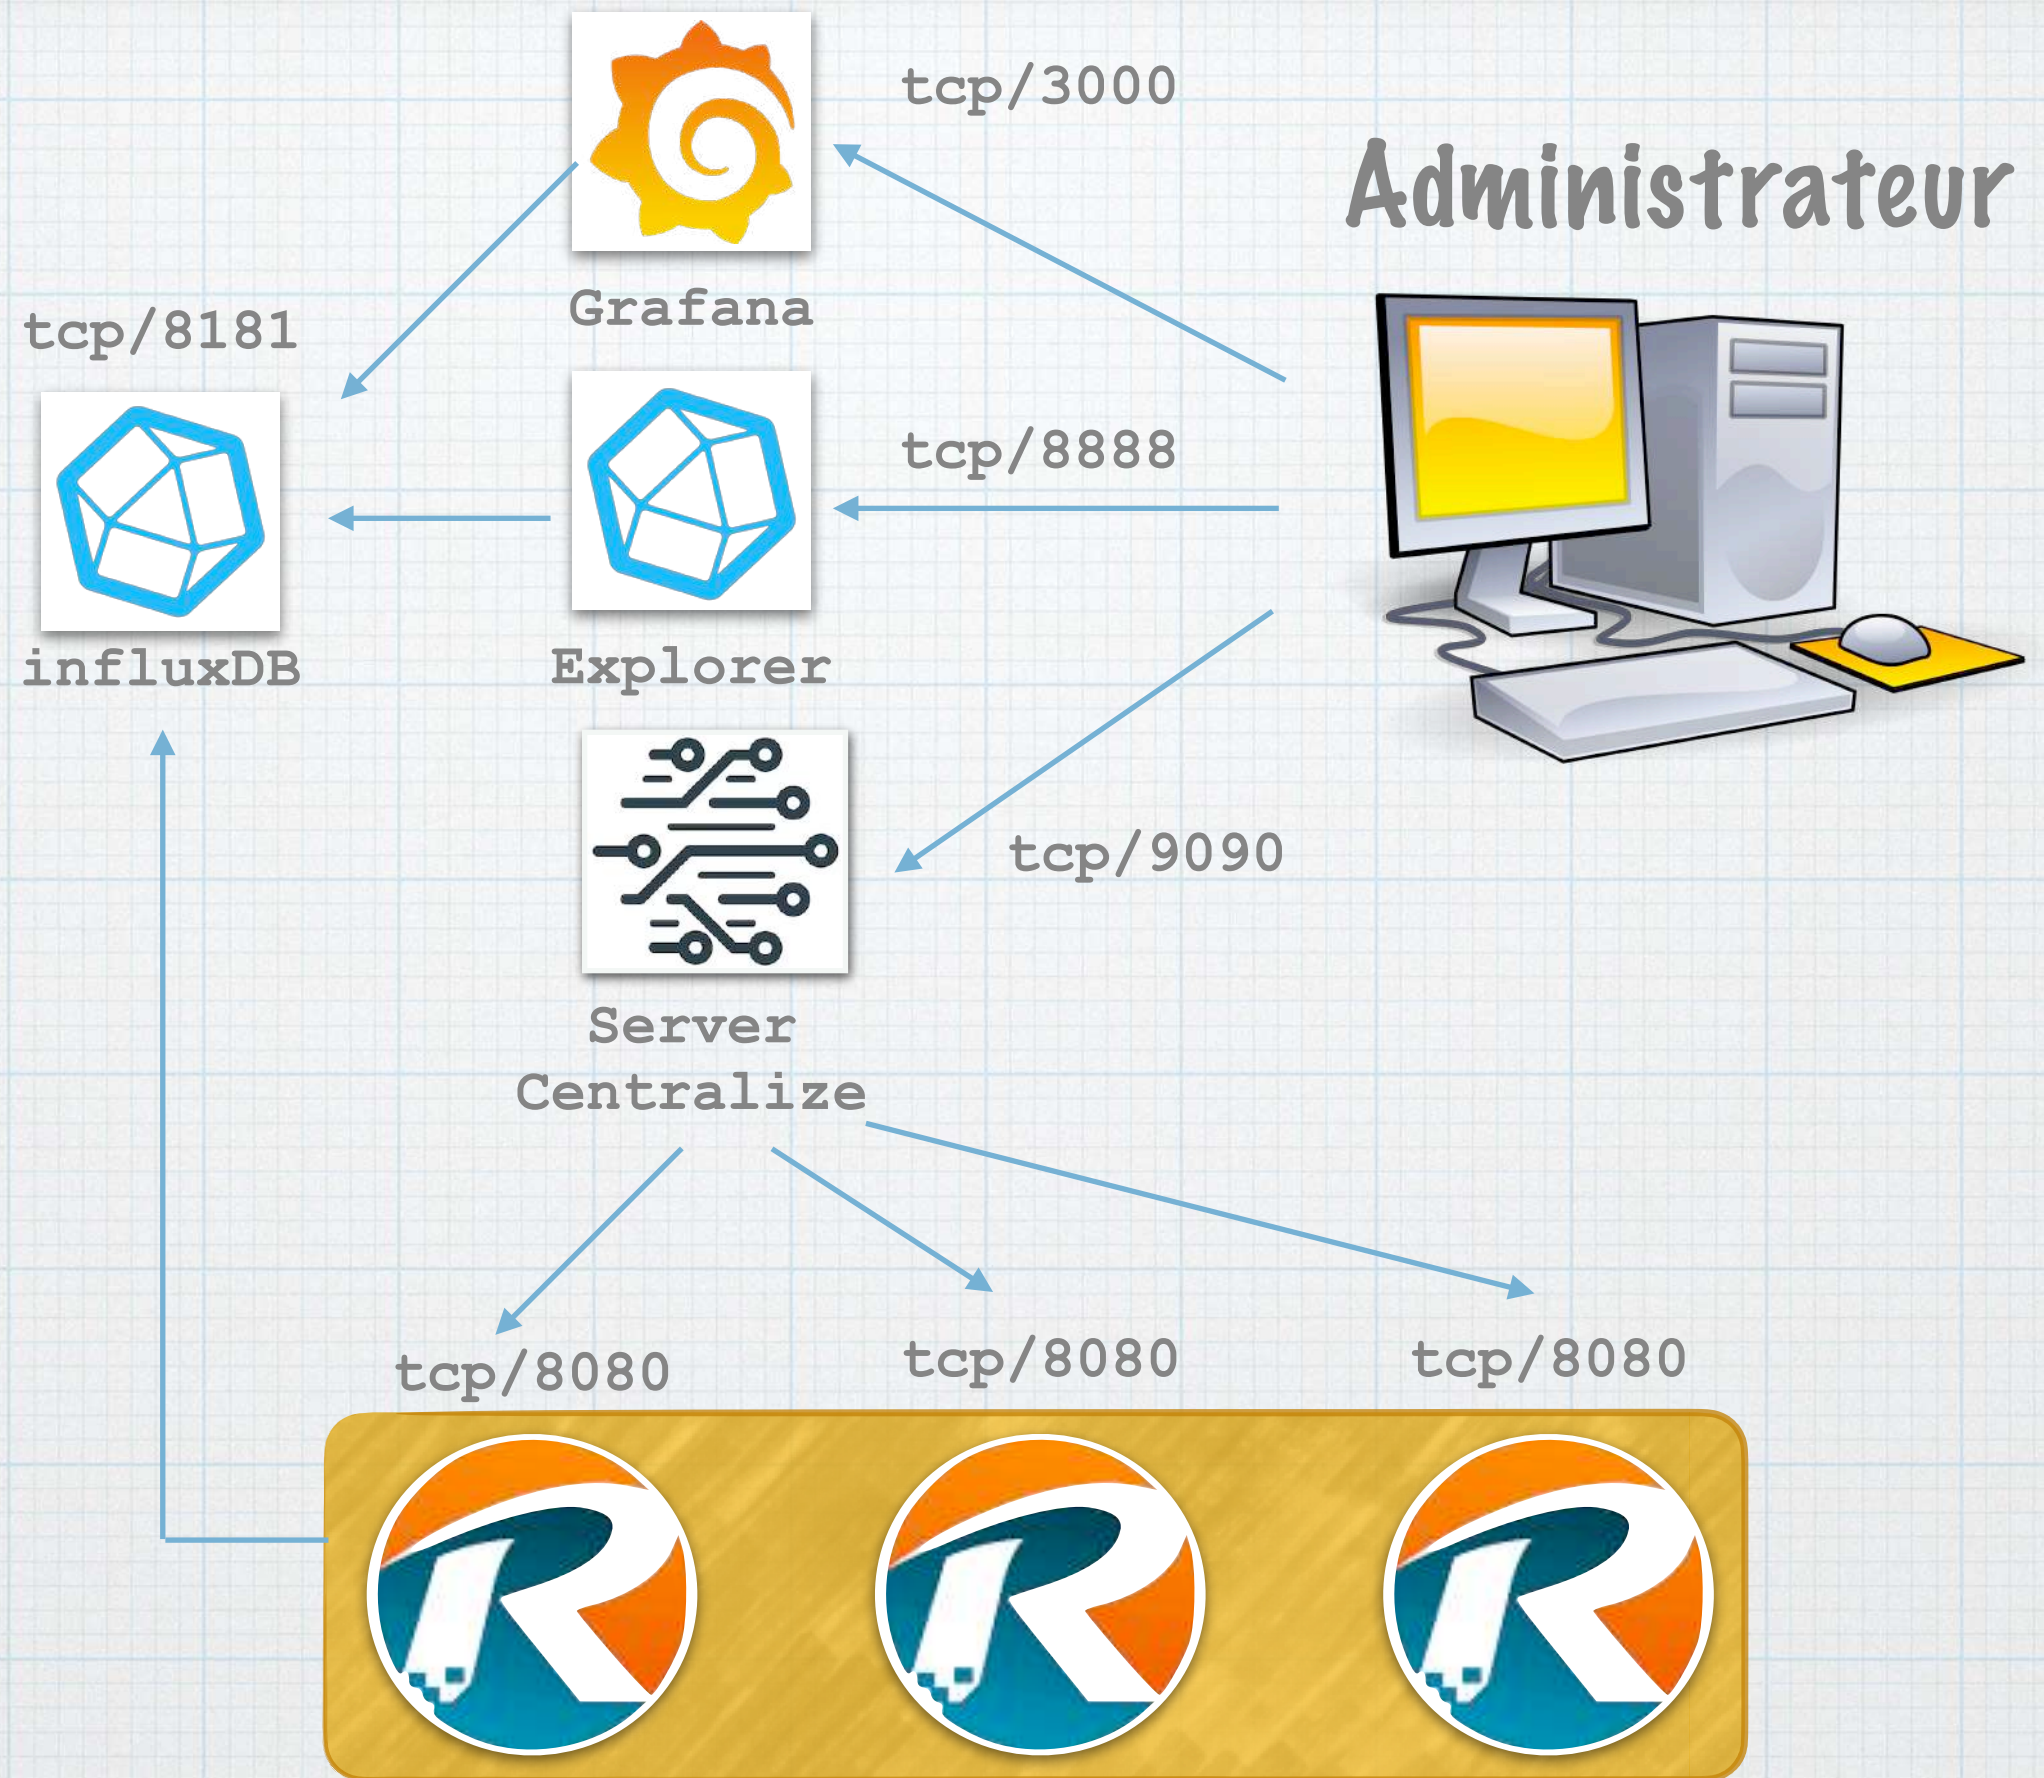 tcp/3000
Administrateur
Grafana
tcp/8181
tcp/8888
influxDB
Explorer
tcp/9090
Server
Centralize
tcp/8080
tcp/8080
tcp/8080